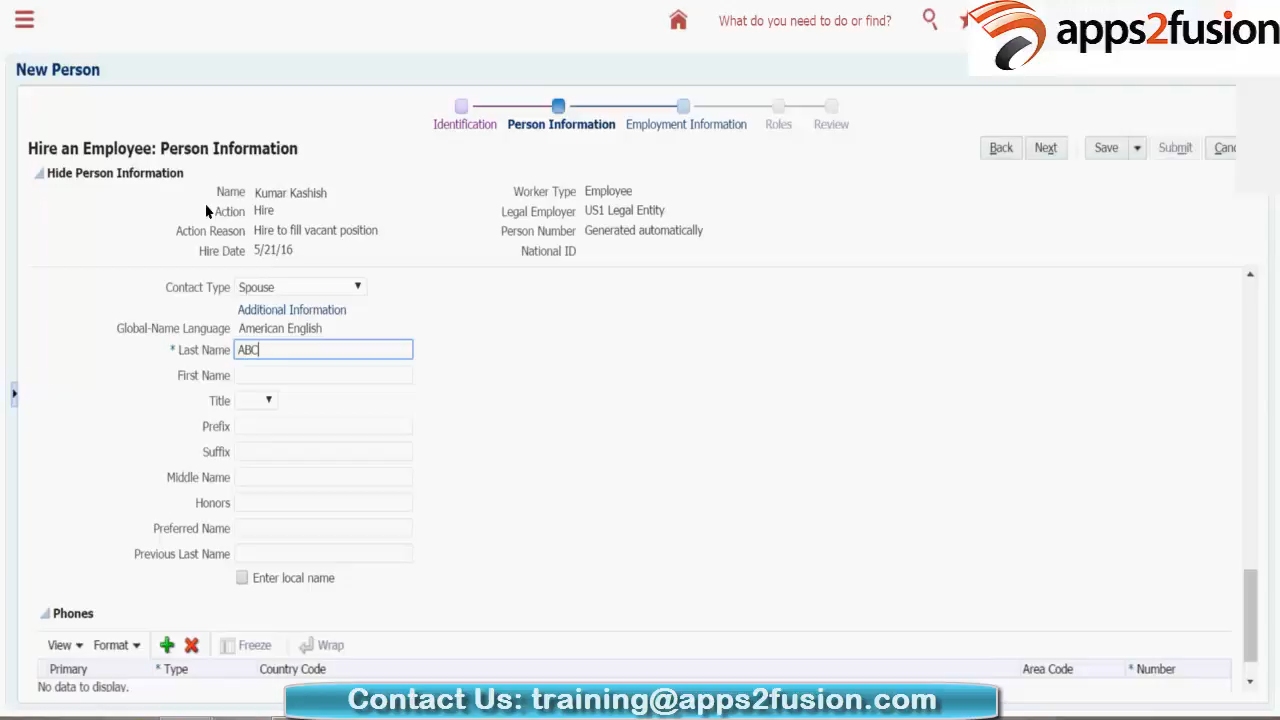 What do you need to do or find?
apps2fusion
New Person
Identification Person Information Employment Information Roles Review
Hire an Employee: Person Information
Back Next Save Submit Canc
Hide Person Information
Name Kumar Kashish Worker Type Employee
Action Hire Legal Employer US1 Legal Entity
Action Reason Hire to fill vacant position Person Number Generated automatically
Hire Date 5/21/16 National ID
Contact Type Spouse
Additional Information
Global-Name Language American English
* Last Name ABC
First Name
Title
Prefix
Suffix
Middle Name
Honors
Preferred Name
Previous Last Name
Enter local name
Phones
View Format Freeze Wrap
Primary * Type Country Code Area Code * Number
No data to display.
Contact Us: training@apps2fusion.com